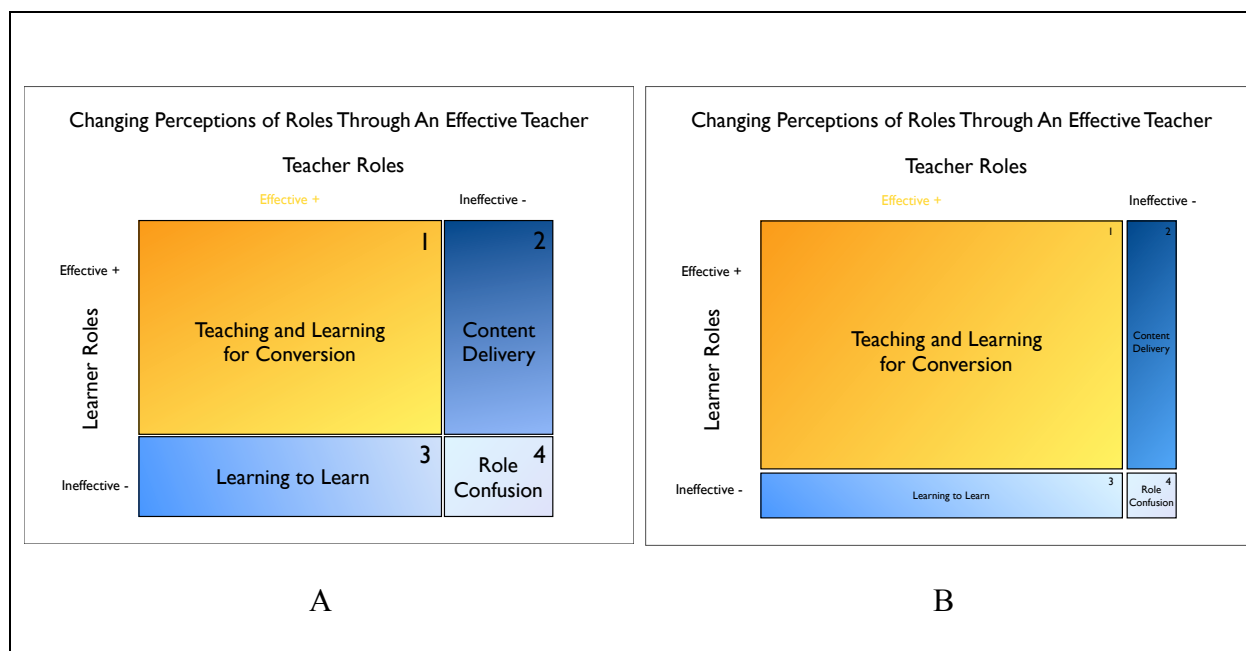 Changing Perceptions of Roles Through An Effective Teacher
Teacher Roles
Effective +
Ineffective -
Learner Roles
Effective +
Ineffective -
1
Teaching and Learning
for Conversion
2
Content
Delivery
3
Learning to Learn
4
Role
Confusion
A
Changing Perceptions of Roles Through An Effective Teacher
Teacher Roles
Effective +
Ineffective -
Learner Roles
Effective +
Ineffective -
1
Teaching and Learning
for Conversion
2
Content
Delivery
3
Learning to Learn
4
Role
Confusion
B